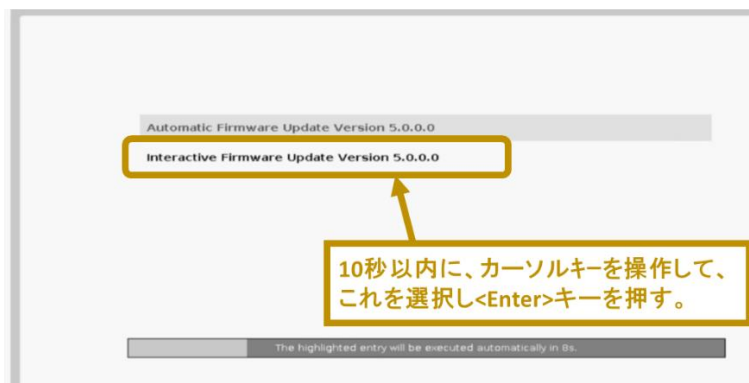 Automatic Firmware Update Version 5.0.0.0
Interactive Firmware Update Version 5.0.0.0
10秒以内に、カーソルキーを操作して、
これを選択し<Enter>キーを押す。
The highlighted entry will be executed automatically in 8s.